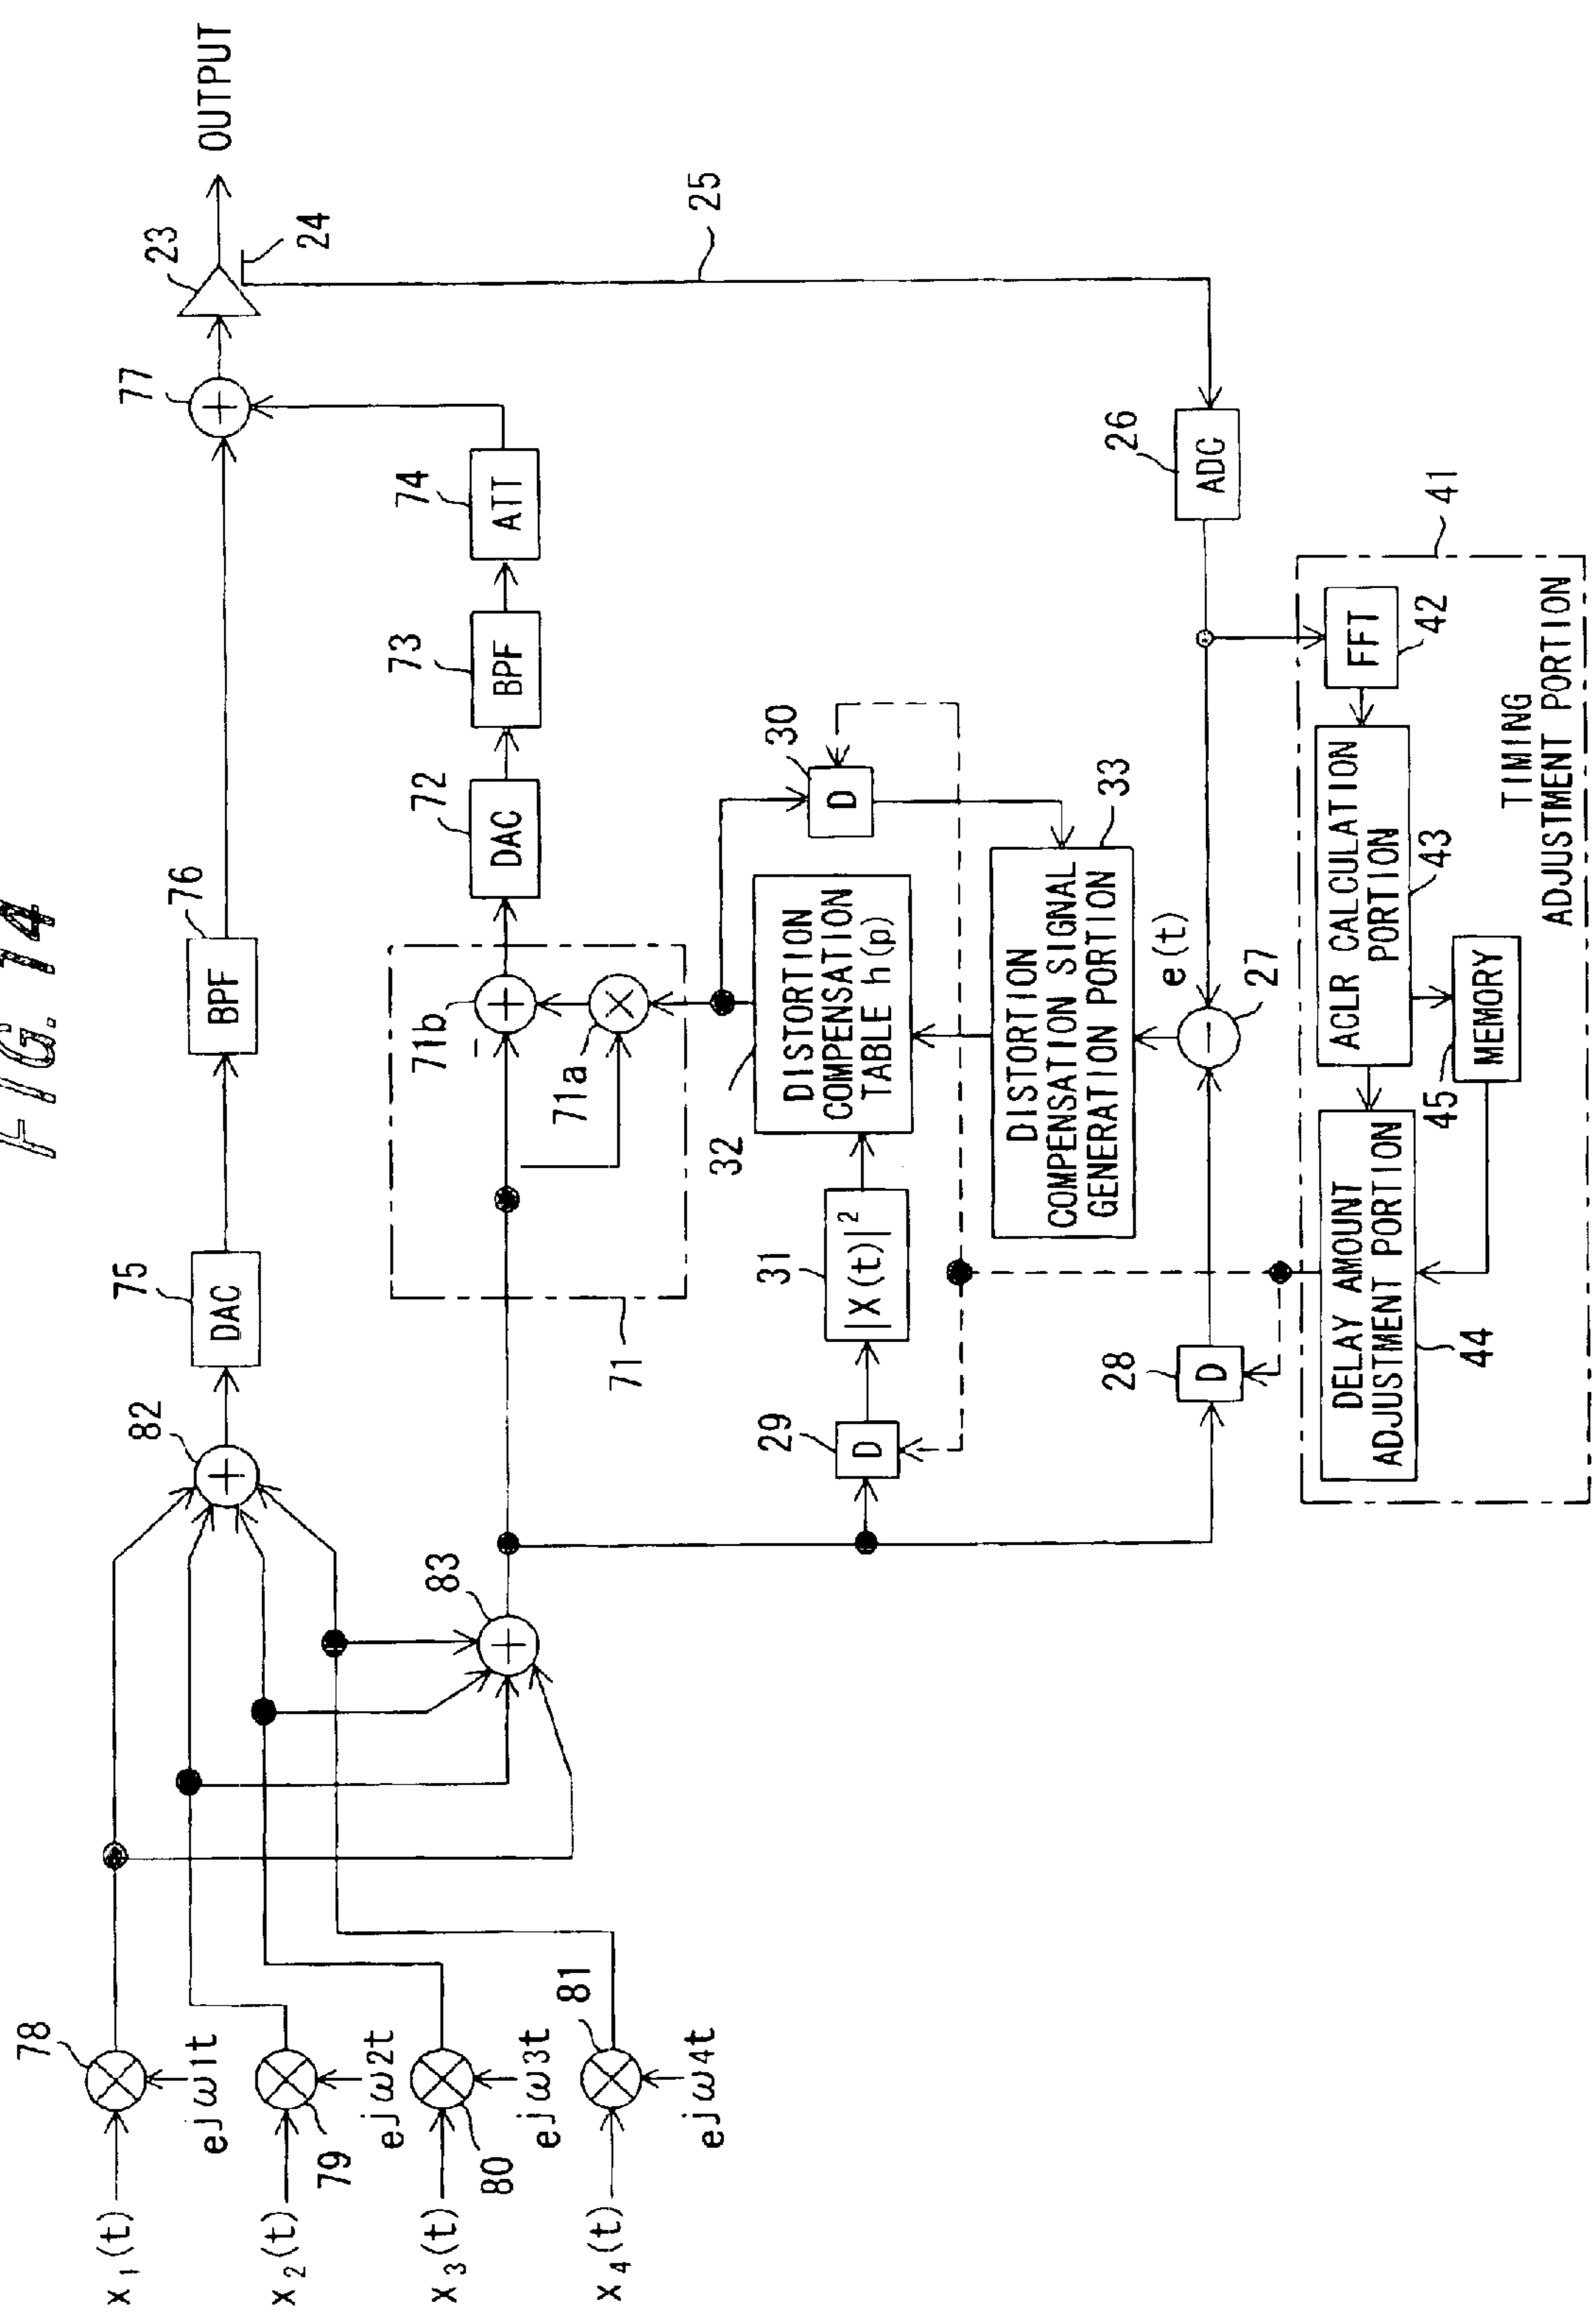 FIG. 14
x1(t)
78
ejω1t
x2(t)
79
ejω2t
x3(t)
80
ejω3t
x4(t)
81
ejω4t
82
+
83
+
75
DAC
76
BPF
77
+
23
OUTPUT
24
25
71
71a
×
71b
+
−
72
DAC
73
BPF
74
ATT
29
D
31
|X(t)|²
32
DISTORTION
COMPENSATION
TABLE h(p)
30
D
33
DISTORTION
COMPENSATION SIGNAL
GENERATION PORTION
28
D
27
−
e(t)
26
ADC
41
TIMING
ADJUSTMENT PORTION
FFT
42
ACLR CALCULATION
PORTION
43
DELAY AMOUNT
ADJUSTMENT PORTION
44
45
MEMORY